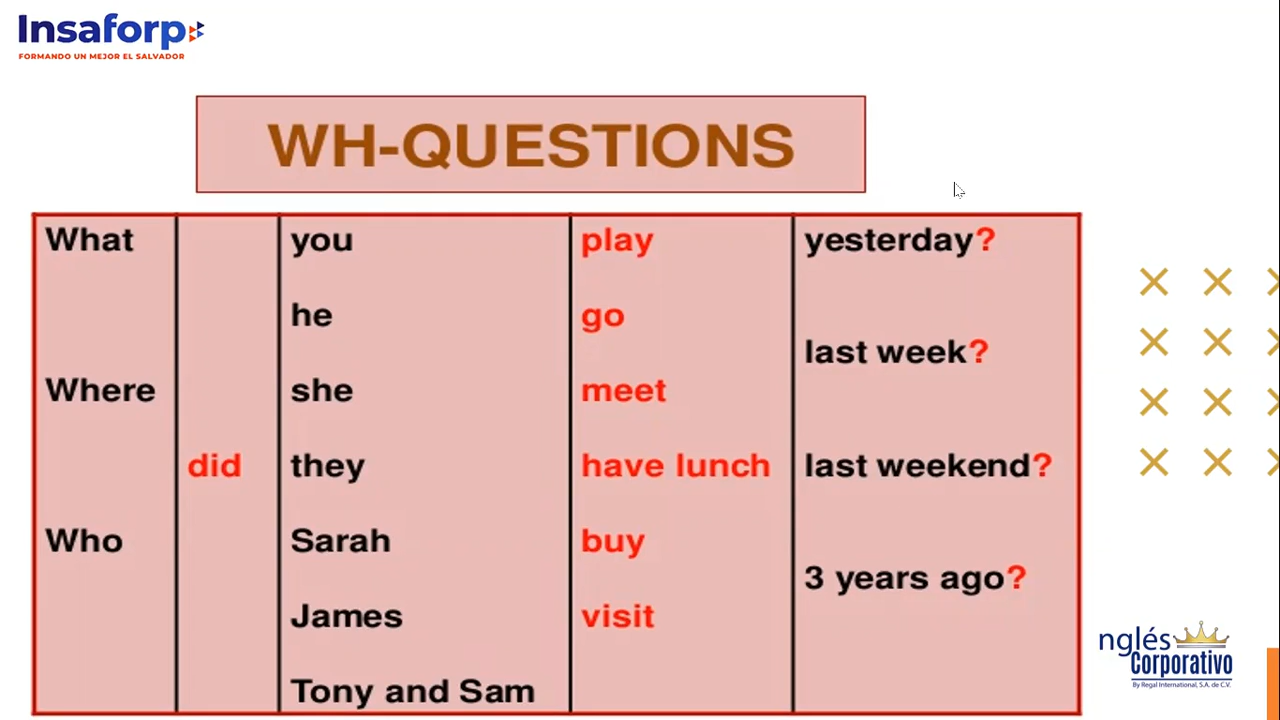 Insaforp
FORMANDO UN MEJOR EL SALVADOR
WH-QUESTIONS
What you play yesterday?
he go
last week?
Where she meet
did they have lunch last weekend?
Who Sarah buy
3 years ago?
James visit
Tony and Sam
nglés
Corporativo
By Regal International, S.A. de C.V.